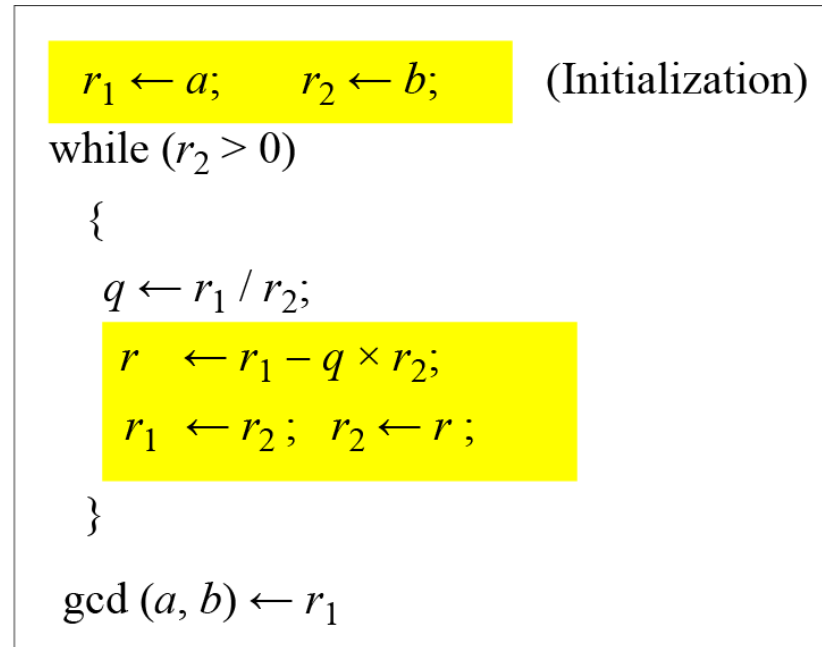 r₁ ← a; r₂ ← b; (Initialization)
while (r₂ > 0)
{
q ← r₁ / r₂;
r ← r₁ – q × r₂;
r₁ ← r₂ ; r₂ ← r ;
}
gcd (a, b) ← r₁